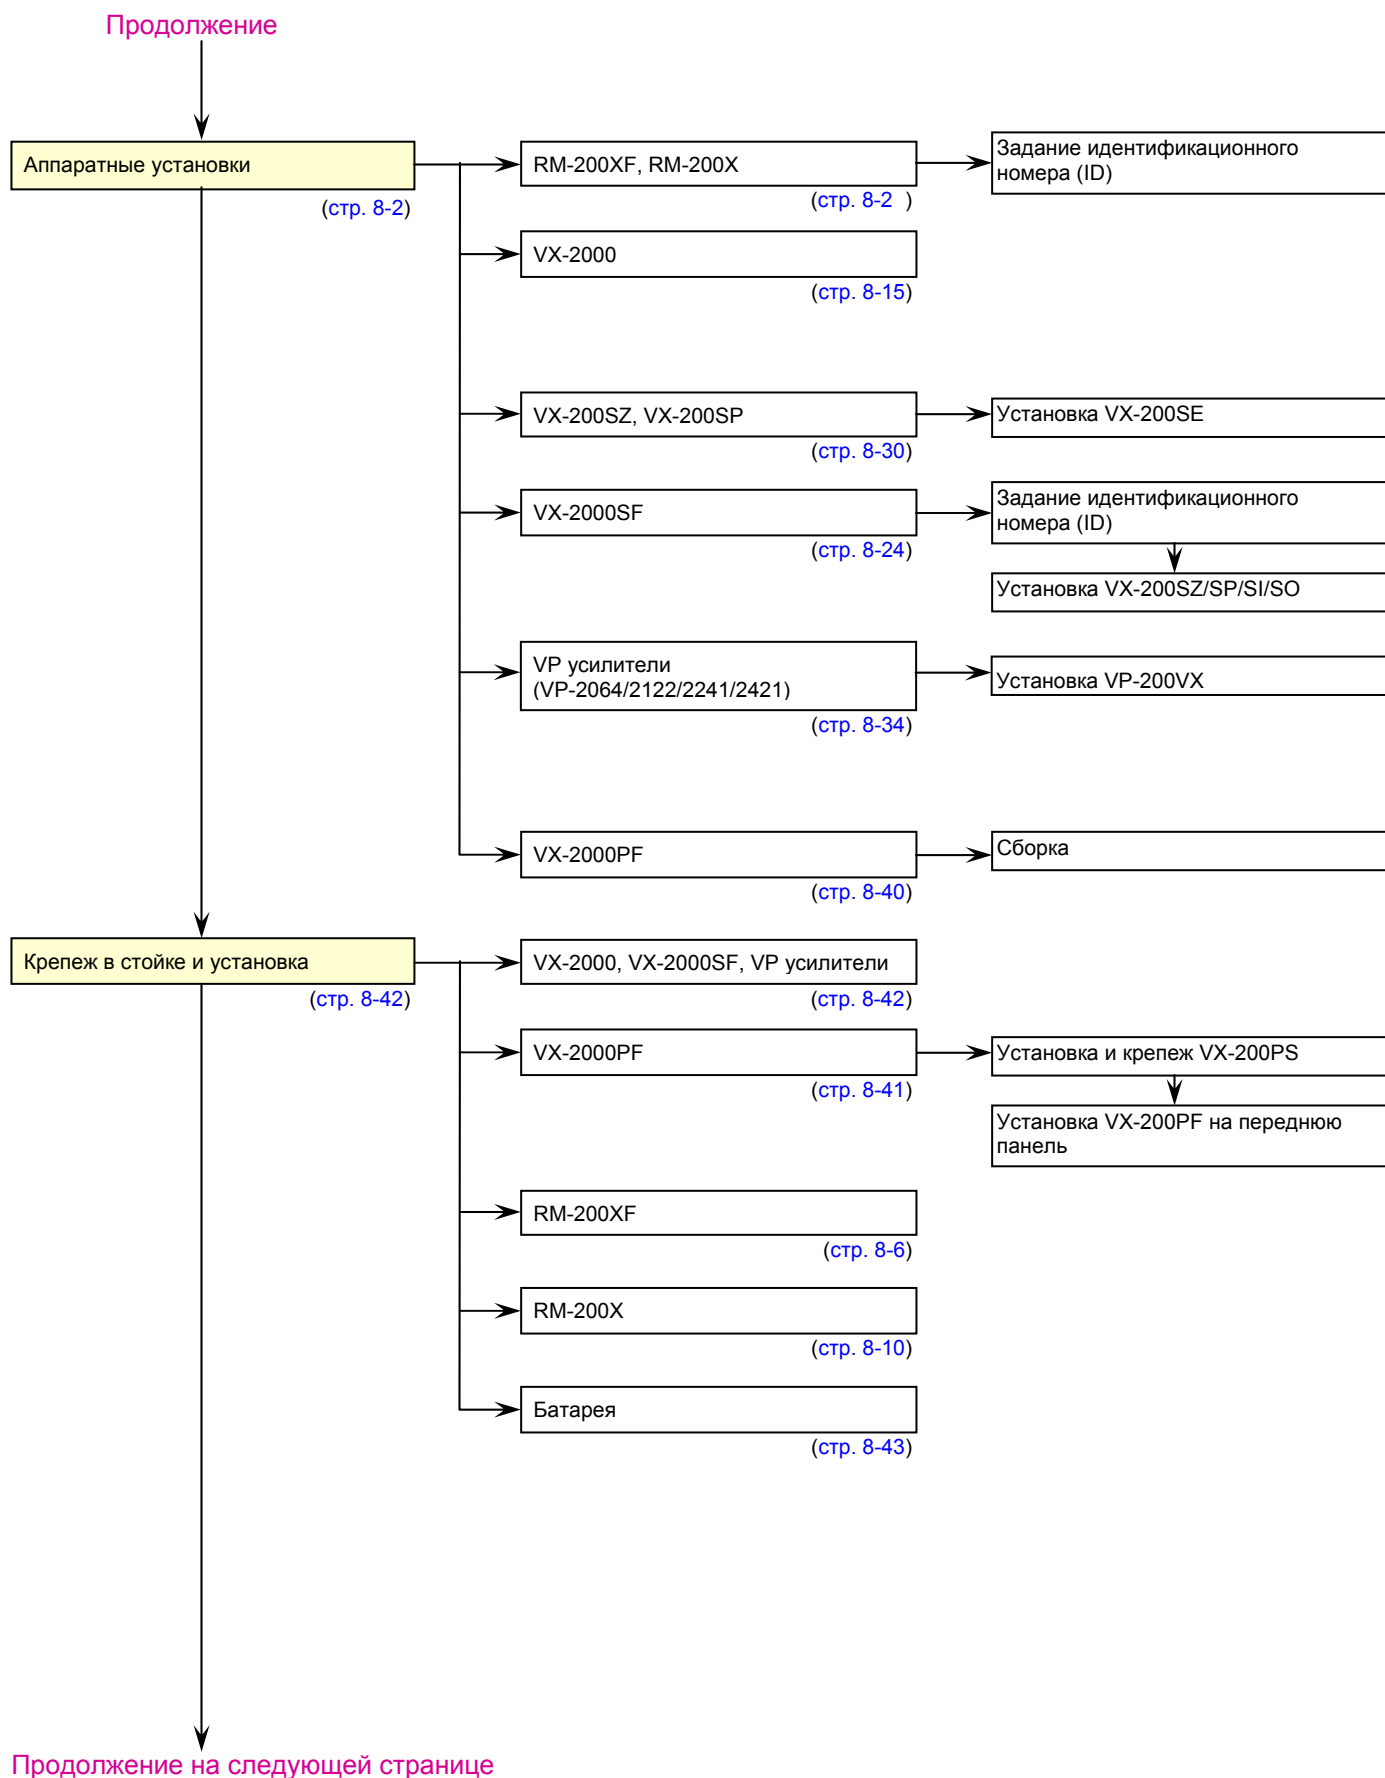 Продолжение
Аппаратные установки
(стр. 8-2)
RM-200XF, RM-200X
(стр. 8-2 )
Задание идентификационного
номера (ID)
VX-2000
(стр. 8-15)
VX-200SZ, VX-200SP
(стр. 8-30)
Установка VX-200SE
VX-2000SF
(стр. 8-24)
Задание идентификационного
номера (ID)
Установка VX-200SZ/SP/SI/SO
VP усилители
(VP-2064/2122/2241/2421)
(стр. 8-34)
Установка VP-200VX
VX-2000PF
(стр. 8-40)
Сборка
Крепеж в стойке и установка
(стр. 8-42)
VX-2000, VX-2000SF, VP усилители
(стр. 8-42)
VX-2000PF
(стр. 8-41)
Установка и крепеж VX-200PS
Установка VX-200PF на переднюю
панель
RM-200XF
(стр. 8-6)
RM-200X
(стр. 8-10)
Батарея
(стр. 8-43)
Продолжение на следующей странице